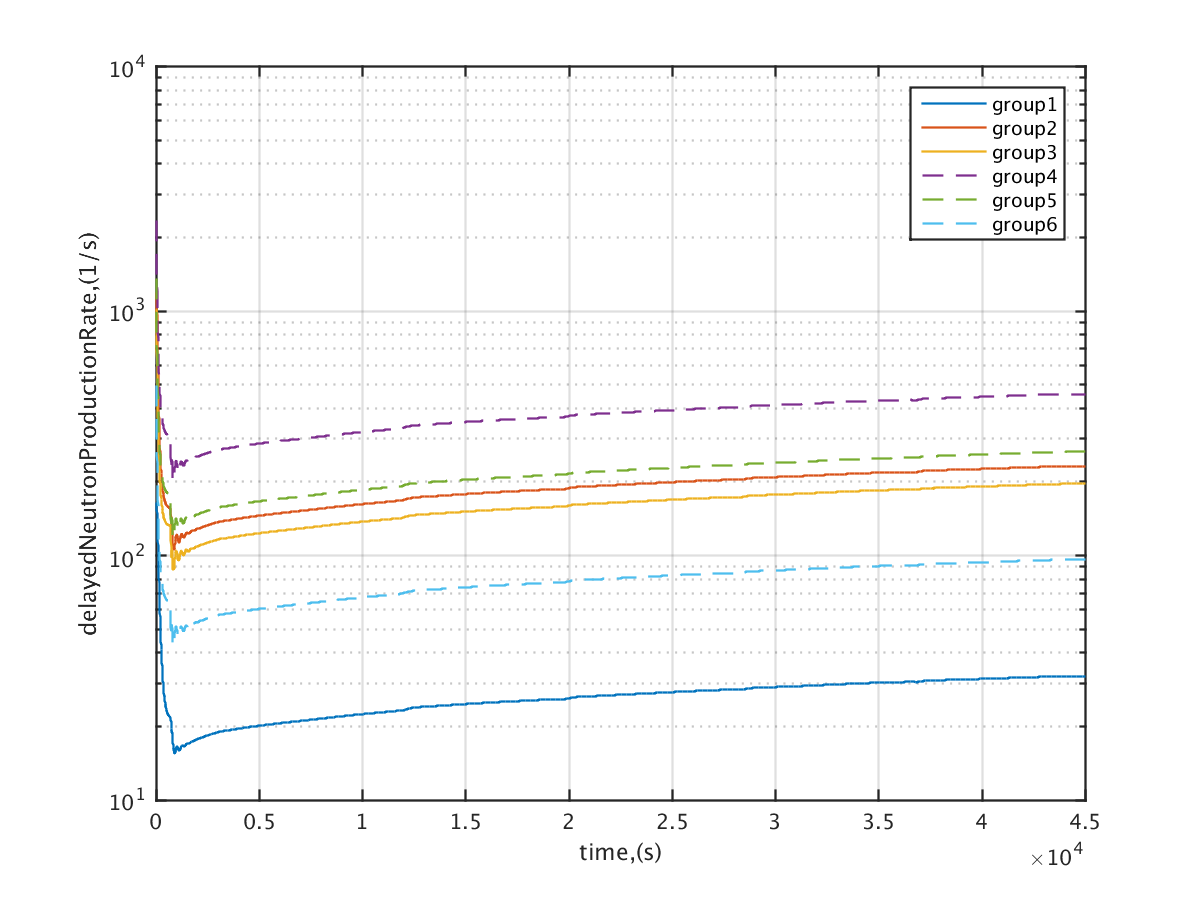 10^4
10^3
10^2
10^1
delayedNeutronProductionRate,(1/s)
group1
group2
group3
group4
group5
group6
0 0.5 1 1.5 2 2.5 3 3.5 4 4.5
time,(s)
×10^4